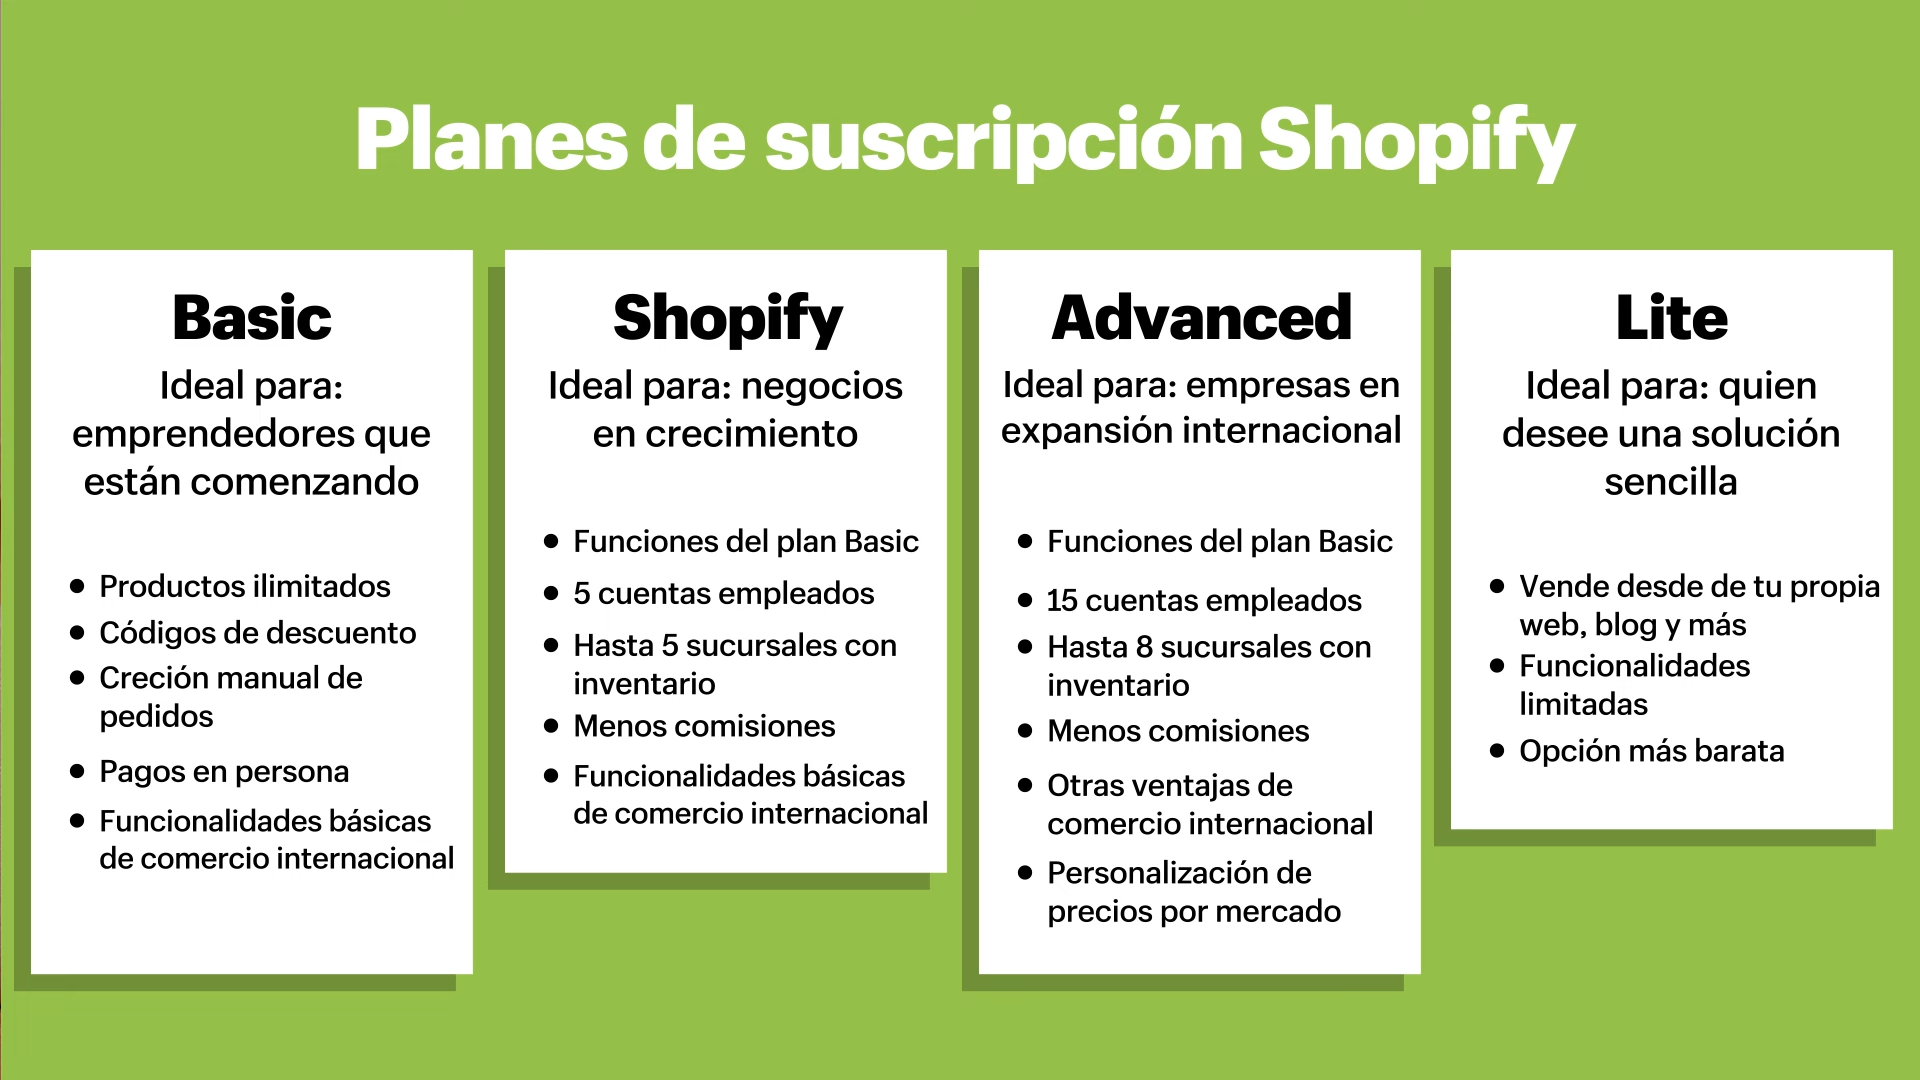 Planes de suscripción Shopify
Basic
Ideal para:
emprendedores que
están comenzando
• Productos ilimitados
• Códigos de descuento
• Creción manual de
pedidos
• Pagos en persona
• Funcionalidades básicas
de comercio internacional
Shopify
Ideal para: negocios
en crecimiento
• Funciones del plan Basic
• 5 cuentas empleados
• Hasta 5 sucursales con
inventario
• Menos comisiones
• Funcionalidades básicas
de comercio internacional
Advanced
Ideal para: empresas en
expansión internacional
• Funciones del plan Basic
• 15 cuentas empleados
• Hasta 8 sucursales con
inventario
• Menos comisiones
• Otras ventajas de
comercio internacional
• Personalización de
precios por mercado
Lite
Ideal para: quien
desee una solución
sencilla
• Vende desde de tu propia
web, blog y más
• Funcionalidades
limitadas
• Opción más barata